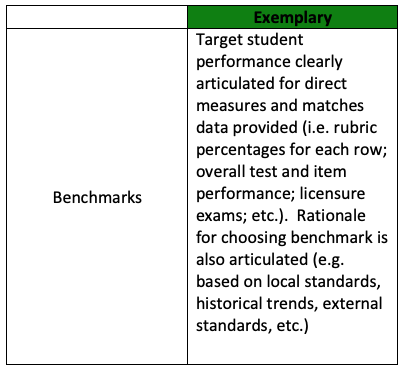 Exemplary
Benchmarks
Target student
performance clearly
articulated for direct
measures and matches
data provided (i.e. rubric
percentages for each row;
overall test and item
performance; licensure
exams; etc.).  Rationale
for choosing benchmark is
also articulated (e.g.
based on local standards,
historical trends, external
standards, etc.)